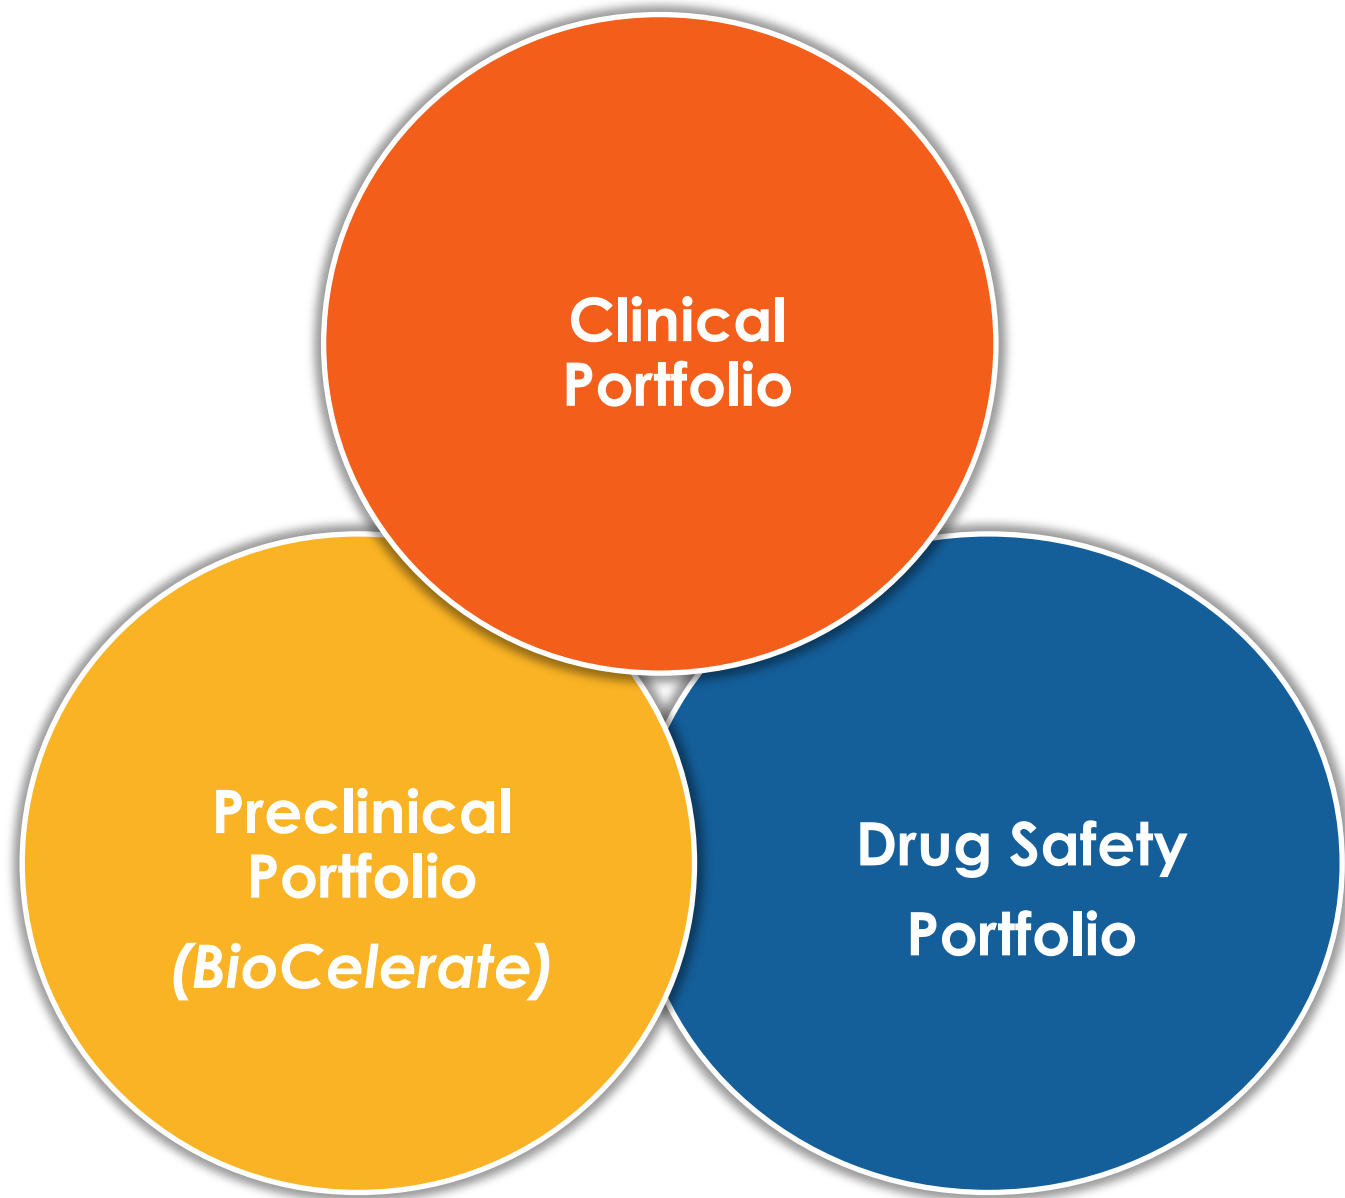 Clinical
Portfolio
Preclinical
Portfolio
(BioCelerate)
Drug Safety
Portfolio